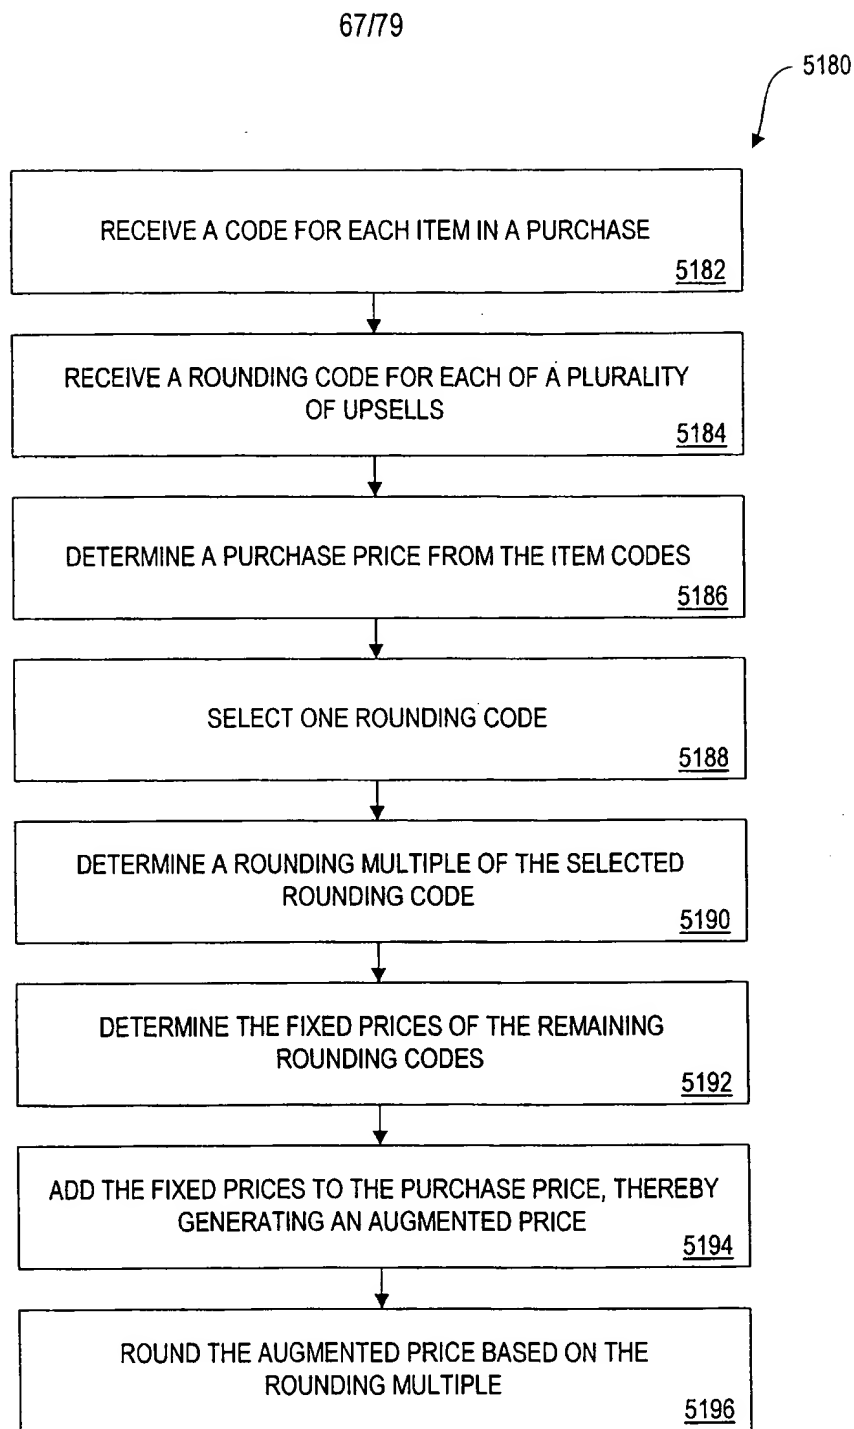 67/79
5180
RECEIVE A CODE FOR EACH ITEM IN A PURCHASE
5182
RECEIVE A ROUNDING CODE FOR EACH OF A PLURALITY
OF UPSELLS
5184
DETERMINE A PURCHASE PRICE FROM THE ITEM CODES
5186
SELECT ONE ROUNDING CODE
5188
DETERMINE A ROUNDING MULTIPLE OF THE SELECTED
ROUNDING CODE
5190
DETERMINE THE FIXED PRICES OF THE REMAINING
ROUNDING CODES
5192
ADD THE FIXED PRICES TO THE PURCHASE PRICE, THEREBY
GENERATING AN AUGMENTED PRICE
5194
ROUND THE AUGMENTED PRICE BASED ON THE
ROUNDING MULTIPLE
5196